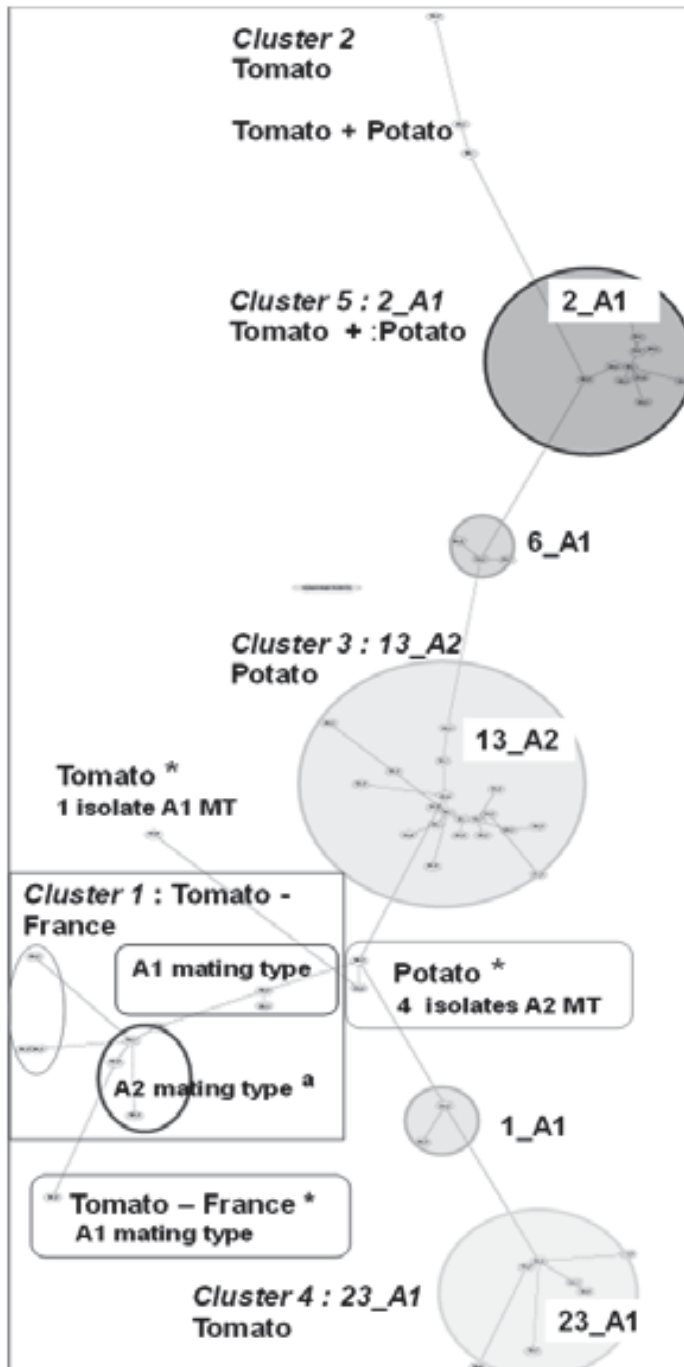 Cluster 2
Tomato
Tomato + Potato
Cluster 5 : 2_A1
Tomato + :Potato
2_A1
6_A1
Cluster 3 : 13_A2
Potato
13_A2
Tomato *
1 isolate A1 MT
Cluster 1 : Tomato -
France
A1 mating type
Potato *
4 isolates A2 MT
A2 mating type a
1_A1
Tomato – France *
A1 mating type
Cluster 4 : 23_A1
Tomato
23_A1